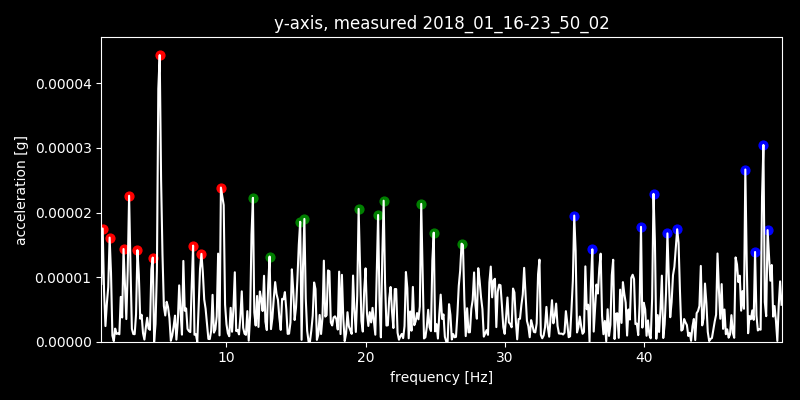 y-axis, measured 2018_01_16-23_50_02
0.00004
0.00003
0.00002
0.00001
0.00000
acceleration [g]
10 20 30 40
frequency [Hz]